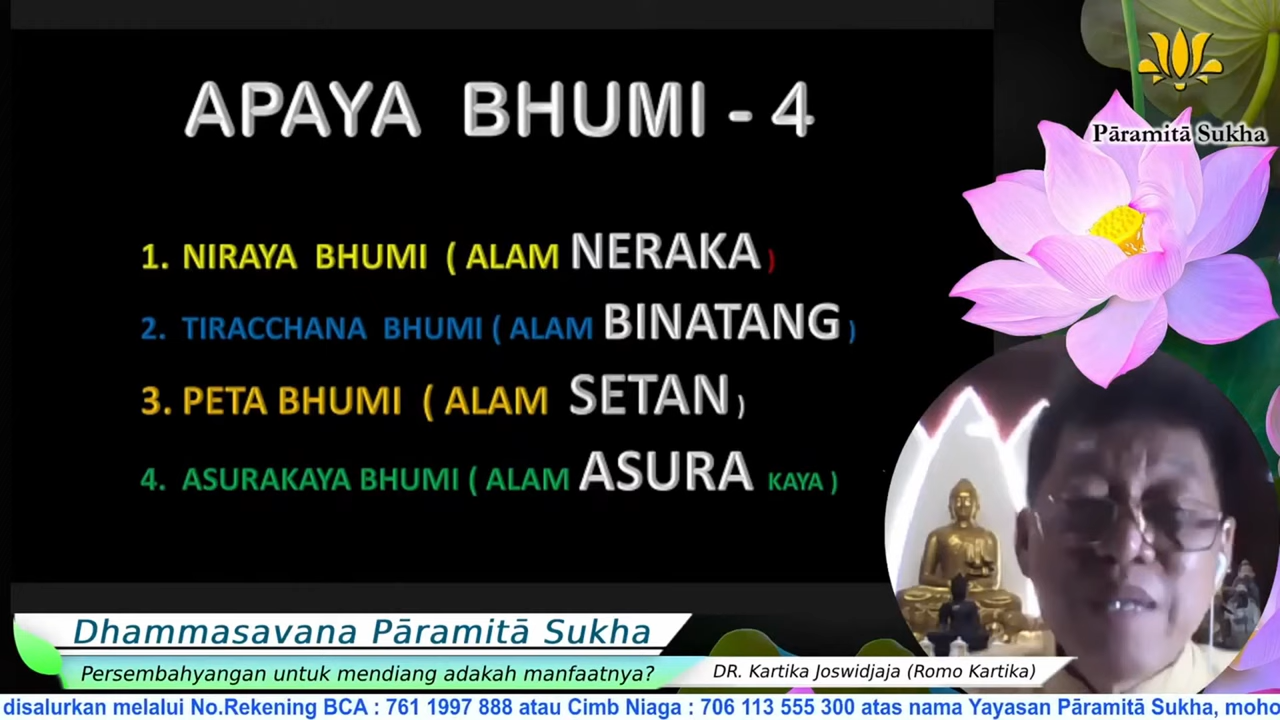 APAYA BHUMI - 4
Pāramitā Sukha
1. NIRAYA BHUMI ( ALAM NERAKA )
2. TIRACCHANA BHUMI ( ALAM BINATANG )
3. PETA BHUMI ( ALAM SETAN )
4. ASURAKAYA BHUMI ( ALAM ASURA KAYA )
Dhammasavana Pāramitā Sukha
Persembahyangan untuk mendiang adakah manfaatnya?
DR. Kartika Joswidjaja (Romo Kartika)
disalurkan melalui No.Rekening BCA : 761 1997 888 atau Cimb Niaga : 706 113 555 300 atas nama Yayasan Pāramitā Sukha, moho